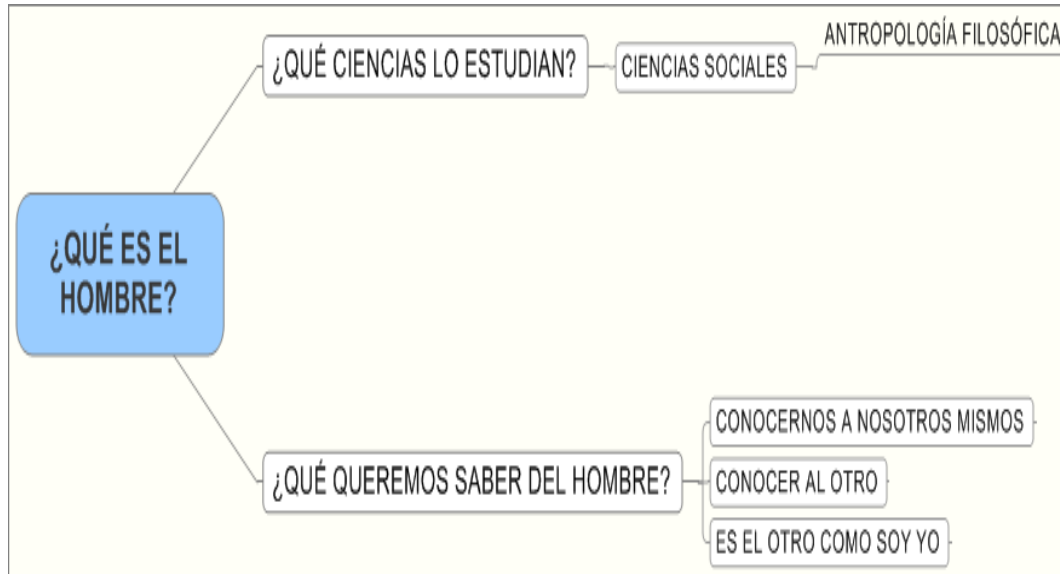 ¿QUÉ ES EL
HOMBRE?
¿QUÉ CIENCIAS LO ESTUDIAN?
CIENCIAS SOCIALES
ANTROPOLOGÍA FILOSÓFICA
¿QUÉ QUEREMOS SABER DEL HOMBRE?
CONOCERNOS A NOSOTROS MISMOS
CONOCER AL OTRO
ES EL OTRO COMO SOY YO